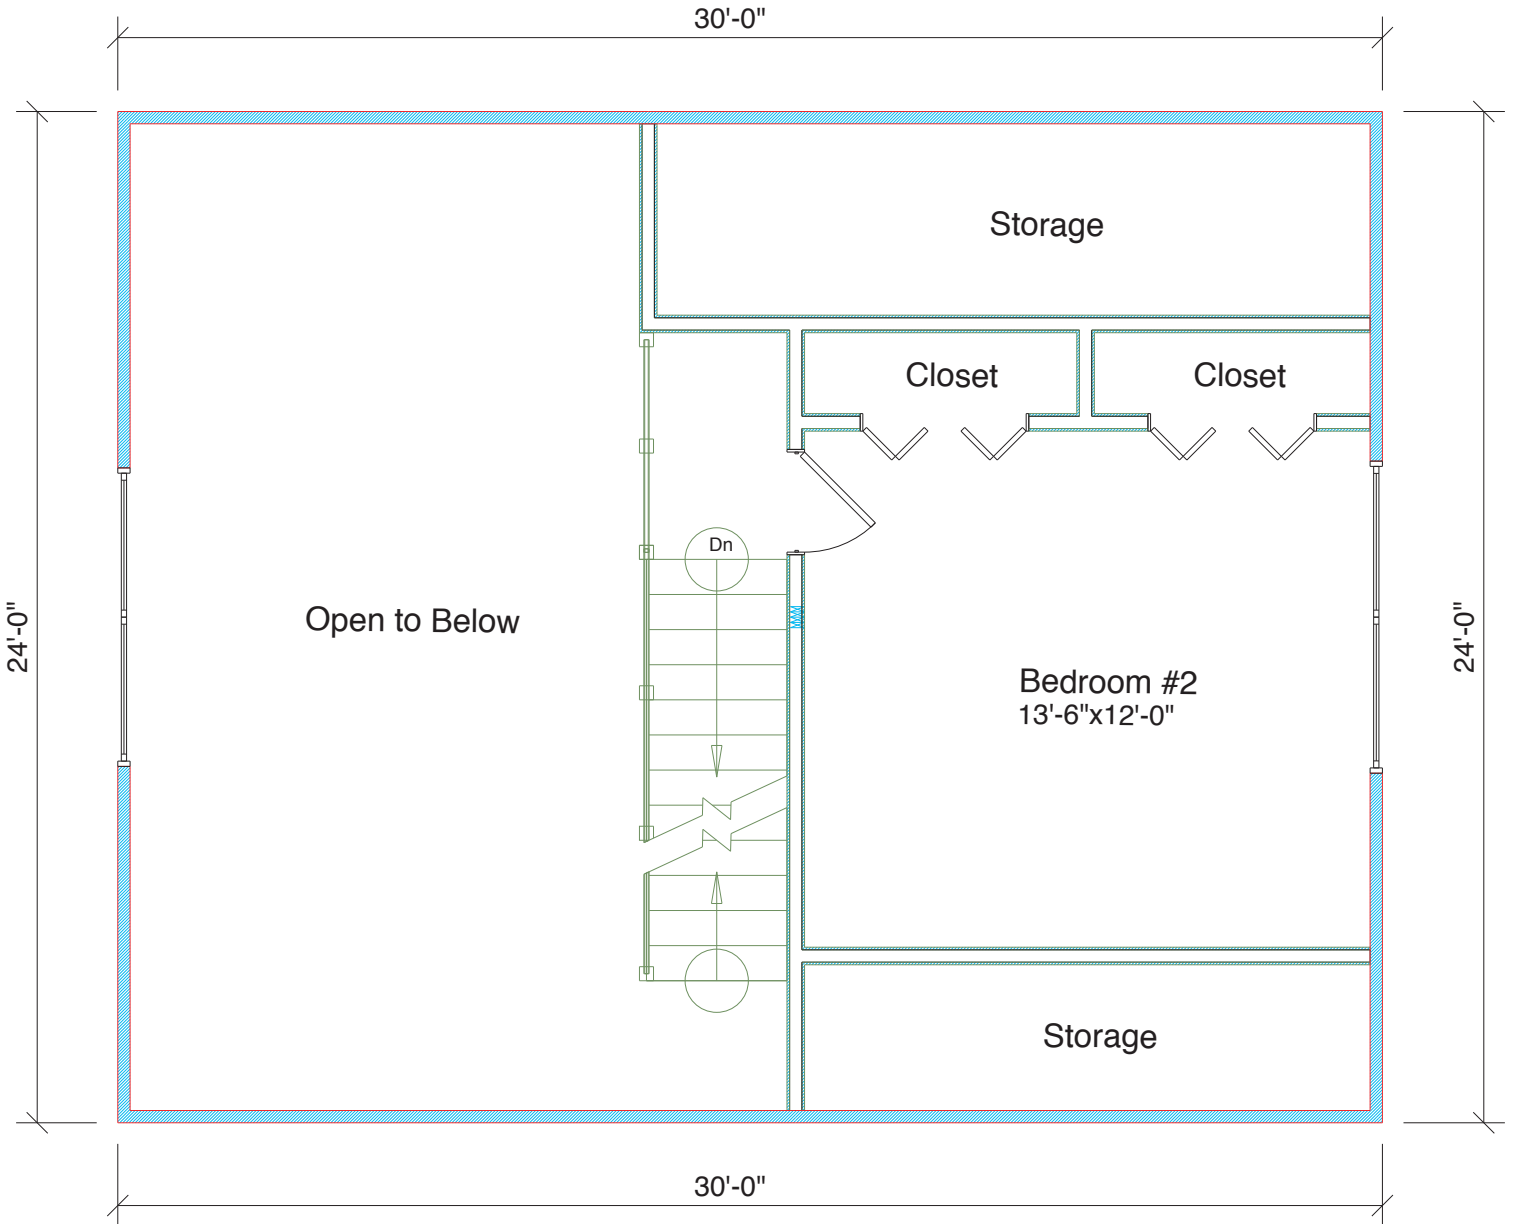 30'-0"
Storage
Closet
Closet
Dn
Open to Below
24'-0"
24'-0"
Bedroom #2
13'-6"x12'-0"
Storage
30'-0"